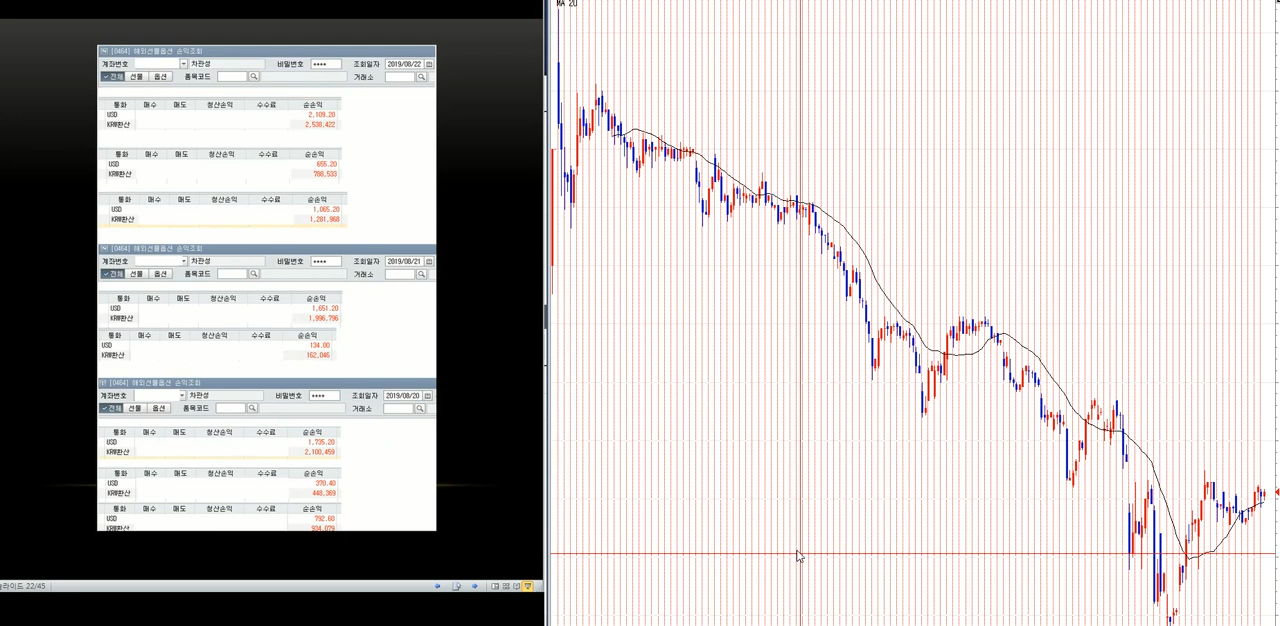 MA 20
[0464] 해외선물옵션 손익조회
계좌번호 차잔성 비밀번호 **** 조회일자 2019/08/22
전체 선물 옵션 품목코드 거래소
통화 매수 매도 청산손익 수수료 순손익
USD 2,109.20
KRW환산 2,538,422
통화 매수 매도 청산손익 수수료 순손익
USD 655.20
KRW환산 788,533
통화 매수 매도 청산손익 수수료 순손익
USD 1,065.20
KRW환산 1,281,968
[0464] 해외선물옵션 손익조회
계좌번호 차잔성 비밀번호 **** 조회일자 2019/08/21
전체 선물 옵션 품목코드 거래소
통화 매수 매도 청산손익 수수료 순손익
USD 1,651.20
KRW환산 1,996,796
통화 매수 매도 청산손익 수수료 순손익
USD 134.00
KRW환산 162,046
[0464] 해외선물옵션 손익조회
계좌번호 차잔성 비밀번호 **** 조회일자 2019/08/20
전체 선물 옵션 품목코드 거래소
통화 매수 매도 청산손익 수수료 순손익
USD 1,735.20
KRW환산 2,100,459
통화 매수 매도 청산손익 수수료 순손익
USD 370.40
KRW환산 448,369
통화 매수 매도 청산손익 수수료 순손익
USD 792.60
KRW환산 934,079
라이드 22/45